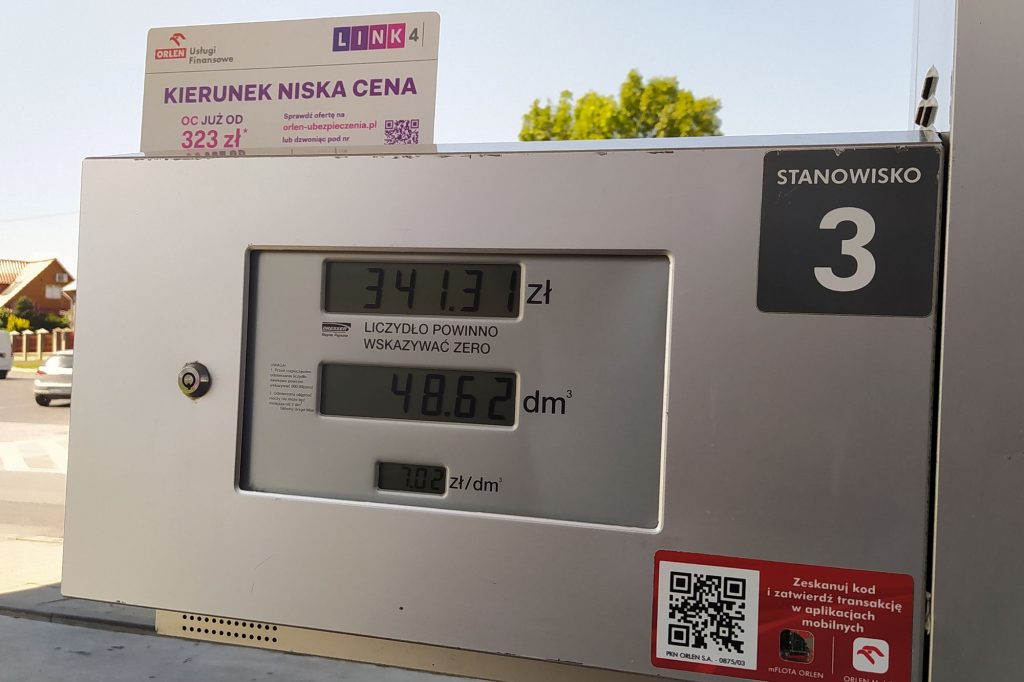 ORLEN
Usługi
Finansowe
LINK4
KIERUNEK NISKA CENA
OC JUŻ OD
323 zł*
Sprawdź ofertę na
orlen-ubezpieczenia.pl
lub dzwoniąc pod nr
STANOWISKO
3
341.31 zł
DRESSER
LICZYDŁO POWINNO
WSKAZYWAĆ ZERO
48.62 dm³
7.02 zł/dm³
Zeskanuj kod
i zatwierdź transakcję
w aplikacjach
mobilnych
PKN ORLEN S.A. - 0875/03
mFLOTA ORLEN
ORLEN